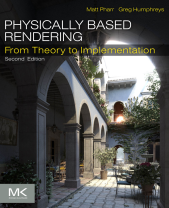 Matt Pharr Greg Humphreys
PHYSICALLY BASED
RENDERING
From Theory to Implementation
Second Edition
MK